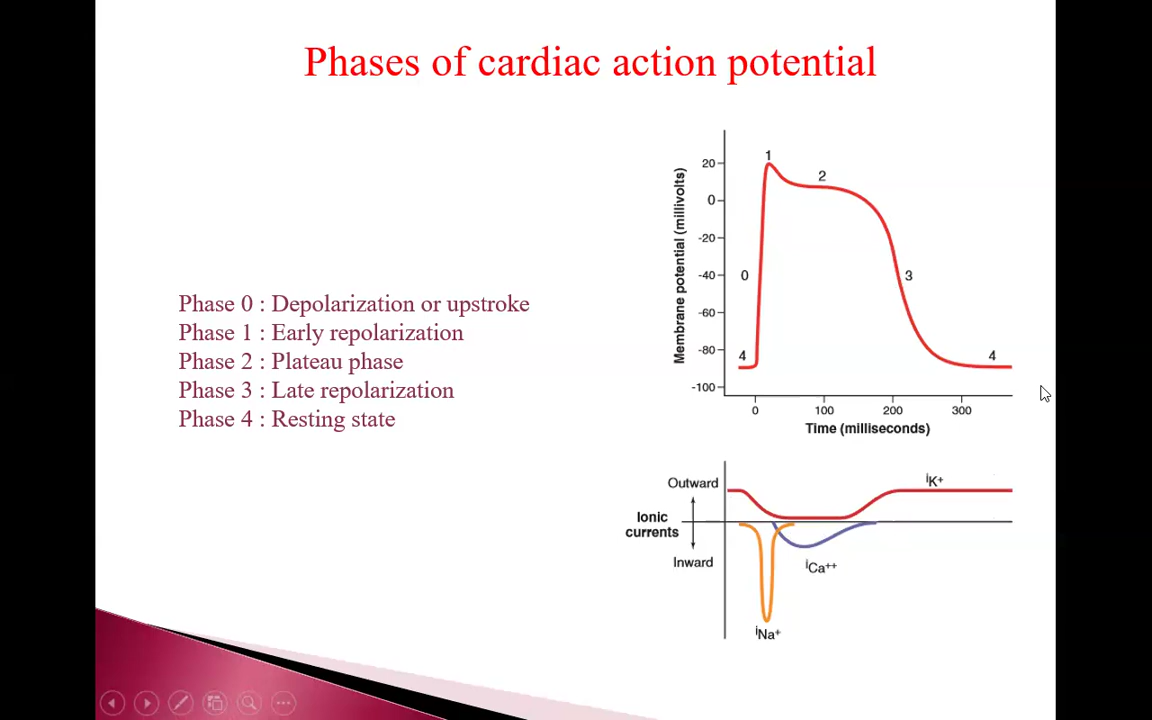 Phases of cardiac action potential
Phase 0 : Depolarization or upstroke
Phase 1 : Early repolarization
Phase 2 : Plateau phase
Phase 3 : Late repolarization
Phase 4 : Resting state
Membrane potential (millivolts)
20
0
-20
-40
-60
-80
-100
4
0
1
2
3
4
0
100
200
300
Time (milliseconds)
Outward
Ionic
currents
Inward
iK+
iCa++
iNa+